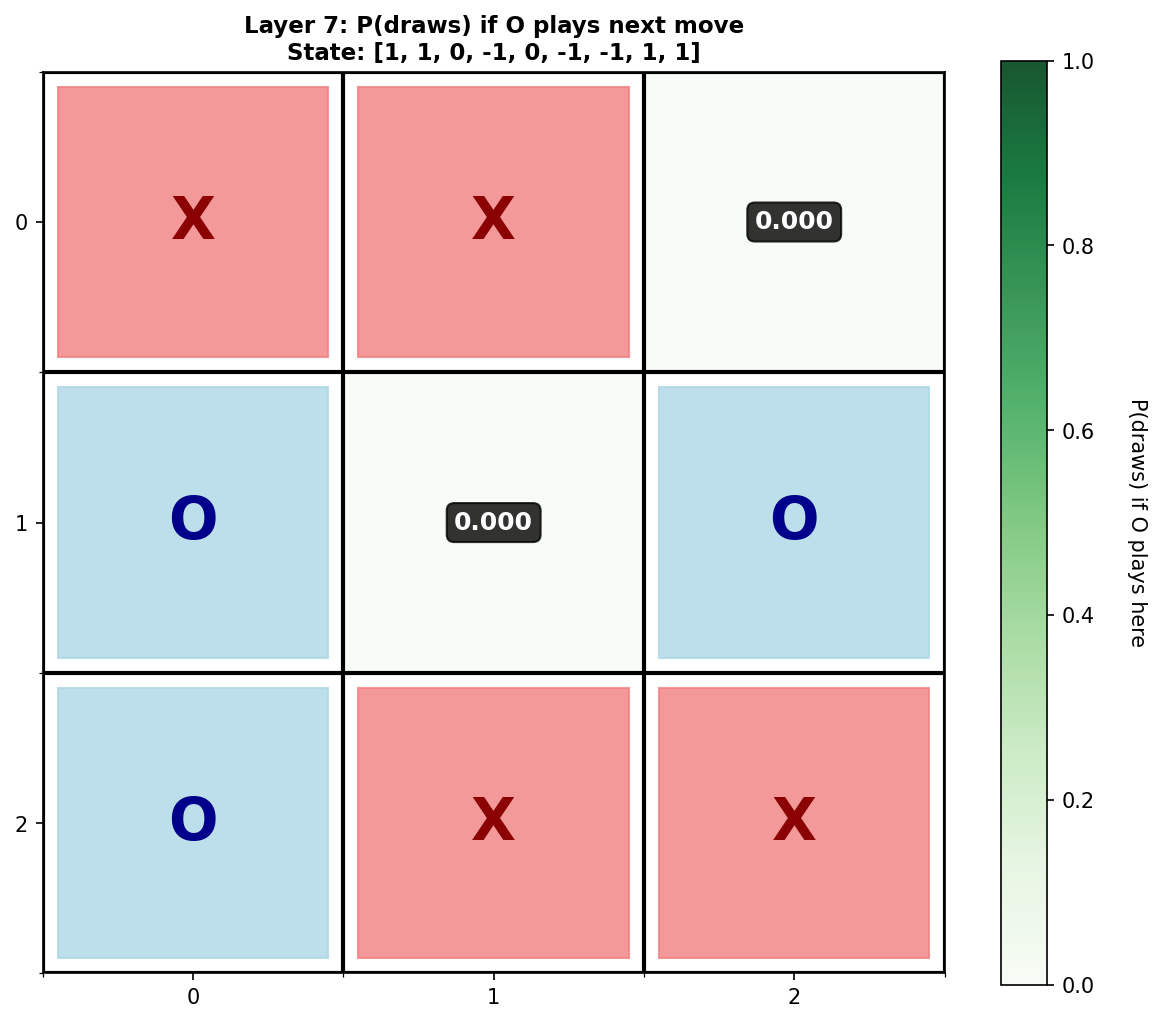 Layer 7: P(draws) if O plays next move
State: [1, 1, 0, -1, 0, -1, -1, 1, 1]
X X 0.000
O 0.000 O
O X X
0
1
2
0 1 2
1.0
0.8
0.6
0.4
0.2
0.0
P(draws) if O plays here